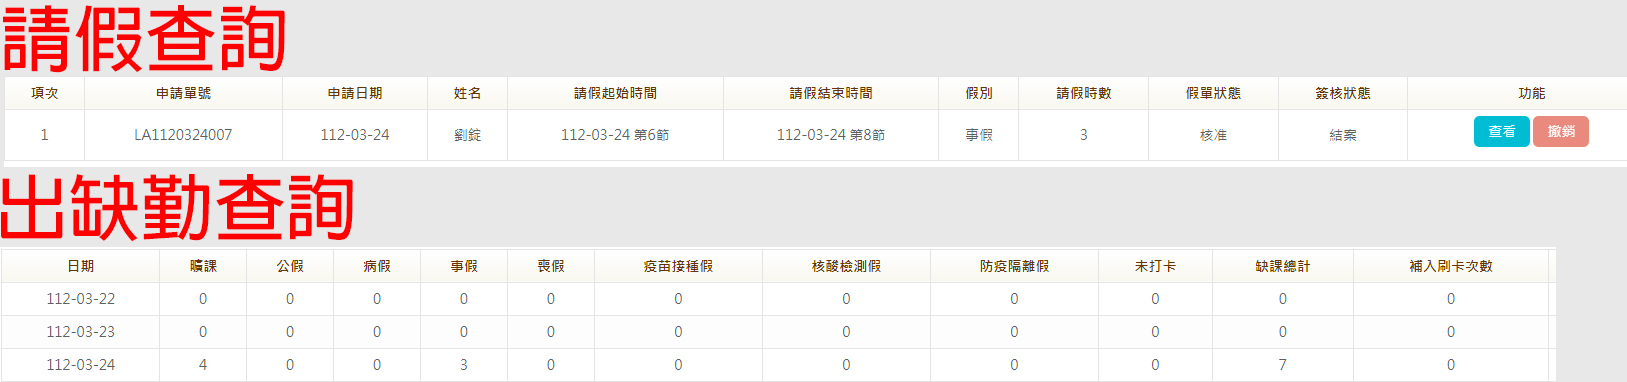 請假查詢
項次 申請單號 申請日期 姓名 請假起始時間 請假結束時間 假別 請假時數 假單狀態 簽核狀態 功能
1 LA1120324007 112-03-24 劉錠 112-03-24 第6節 112-03-24 第8節 事假 3 核准 結案 查看 撤銷
出缺勤查詢
日期 曠課 公假 病假 事假 喪假 疫苗接種假 核酸檢測假 防疫隔離假 未打卡 缺課總計 補入刷卡次數
112-03-22 0 0 0 0 0 0 0 0 0 0 0
112-03-23 0 0 0 0 0 0 0 0 0 0 0
112-03-24 4 0 0 3 0 0 0 0 0 7 0